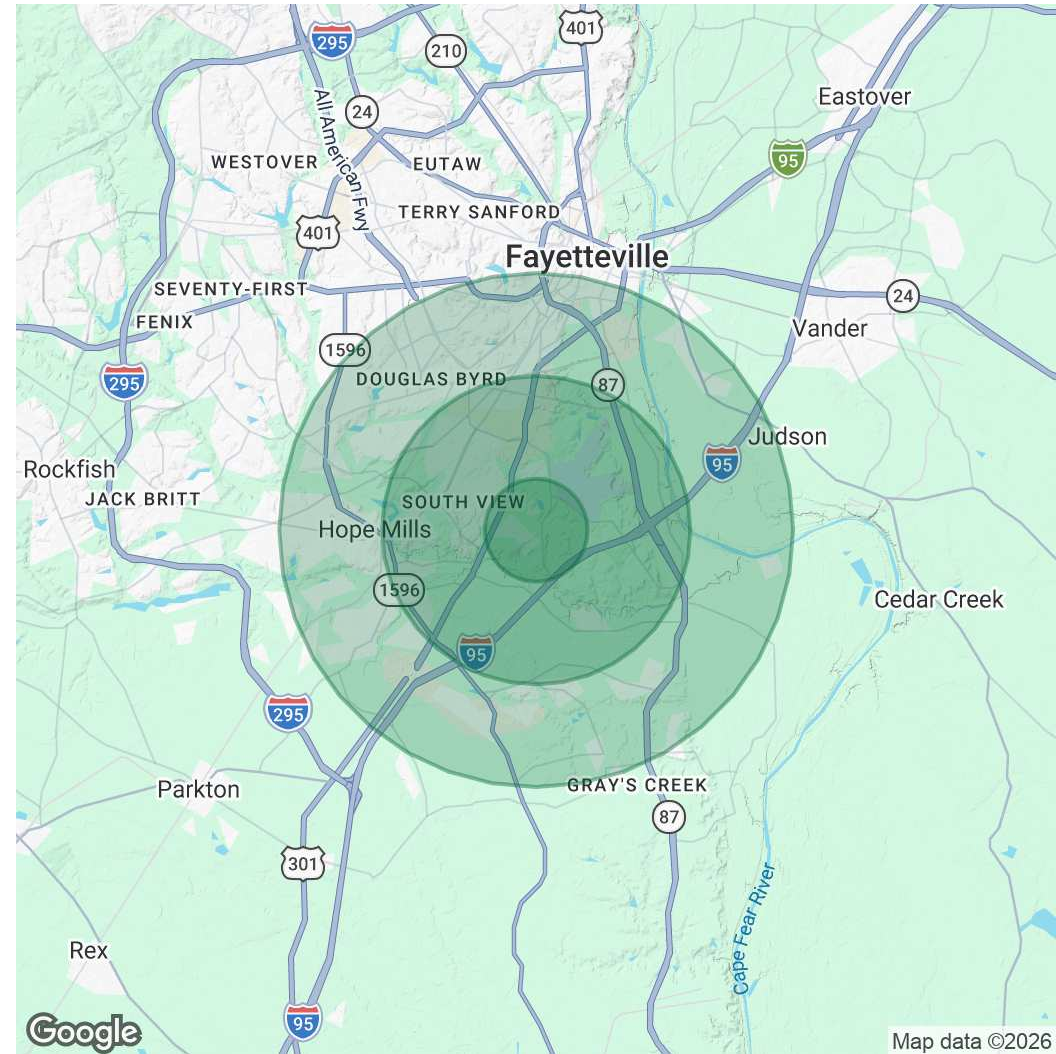 401
295
210
24
Eastover
All American Fwy
WESTOVER
EUTAW
95
TERRY SANFORD
401
Fayetteville
SEVENTY-FIRST
24
FENIX
Vander
1596
DOUGLAS BYRD
87
295
Judson
95
Rockfish
JACK BRITT
SOUTH VIEW
Hope Mills
1596
Cedar Creek
95
295
Parkton
GRAY'S CREEK
87
301
Cape Fear River
Rex
95
Google
Map data ©2026